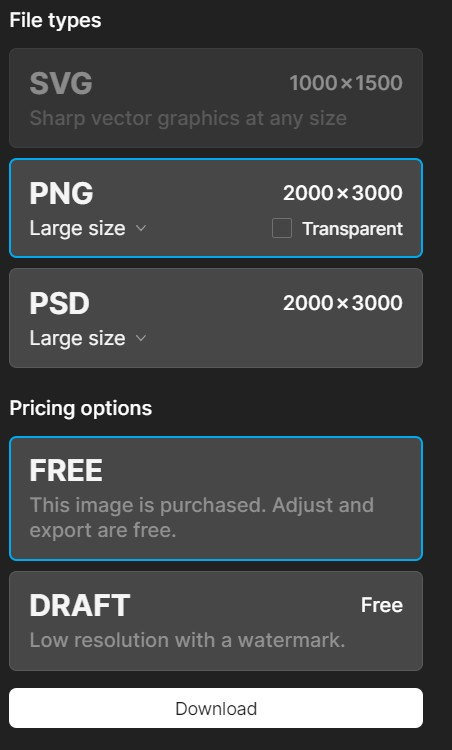 File types
SVG 1000×1500
Sharp vector graphics at any size
PNG 2000×3000
Large size Transparent
PSD 2000×3000
Large size
Pricing options
FREE
This image is purchased. Adjust and
export are free.
DRAFT Free
Low resolution with a watermark.
Download